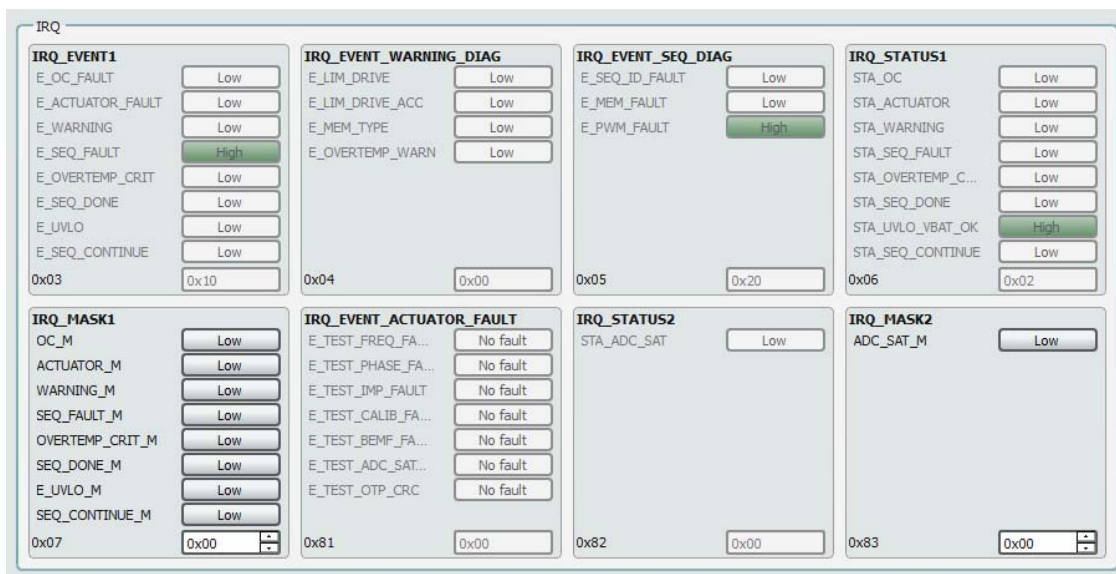 IRQ
IRQ_EVENT1
E_OC_FAULT Low
E_ACTUATOR_FAULT Low
E_WARNING Low
E_SEQ_FAULT High
E_OVERTEMP_CRIT Low
E_SEQ_DONE Low
E_UVLO Low
E_SEQ_CONTINUE Low
0x03 0x10
IRQ_EVENT_WARNING_DIAG
E_LIM_DRIVE Low
E_LIM_DRIVE_ACC Low
E_MEM_TYPE Low
E_OVERTEMP_WARN Low
0x04 0x00
IRQ_EVENT_SEQ_DIAG
E_SEQ_ID_FAULT Low
E_MEM_FAULT Low
E_PWM_FAULT High
0x05 0x20
IRQ_STATUS1
STA_OC Low
STA_ACTUATOR Low
STA_WARNING Low
STA_SEQ_FAULT Low
STA_OVERTEMP_C... Low
STA_SEQ_DONE Low
STA_UVLO_VBAT_OK High
STA_SEQ_CONTINUE Low
0x06 0x02
IRQ_MASK1
OC_M Low
ACTUATOR_M Low
WARNING_M Low
SEQ_FAULT_M Low
OVERTEMP_CRIT_M Low
SEQ_DONE_M Low
E_UVLO_M Low
SEQ_CONTINUE_M Low
0x07 0x00
IRQ_EVENT_ACTUATOR_FAULT
E_TEST_FREQ_FA... No fault
E_TEST_PHASE_FA... No fault
E_TEST_IMP_FAULT No fault
E_TEST_CALIB_FA... No fault
E_TEST_BEMF_FA... No fault
E_TEST_ADC_SAT... No fault
E_TEST_OTP_CRC No fault
0x81 0x00
IRQ_STATUS2
STA_ADC_SAT Low
0x82 0x00
IRQ_MASK2
ADC_SAT_M Low
0x83 0x00